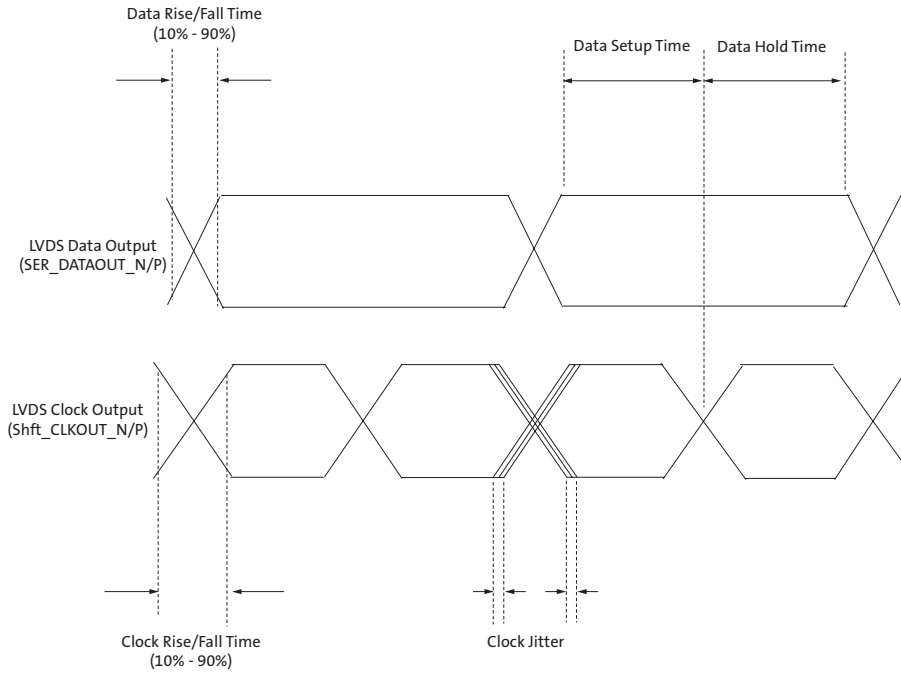 Data Rise/Fall Time
(10% - 90%)
Data Setup Time
Data Hold Time
LVDS Data Output
(SER_DATAOUT_N/P)
LVDS Clock Output
(Shft_CLKOUT_N/P)
Clock Rise/Fall Time
(10% - 90%)
Clock Jitter